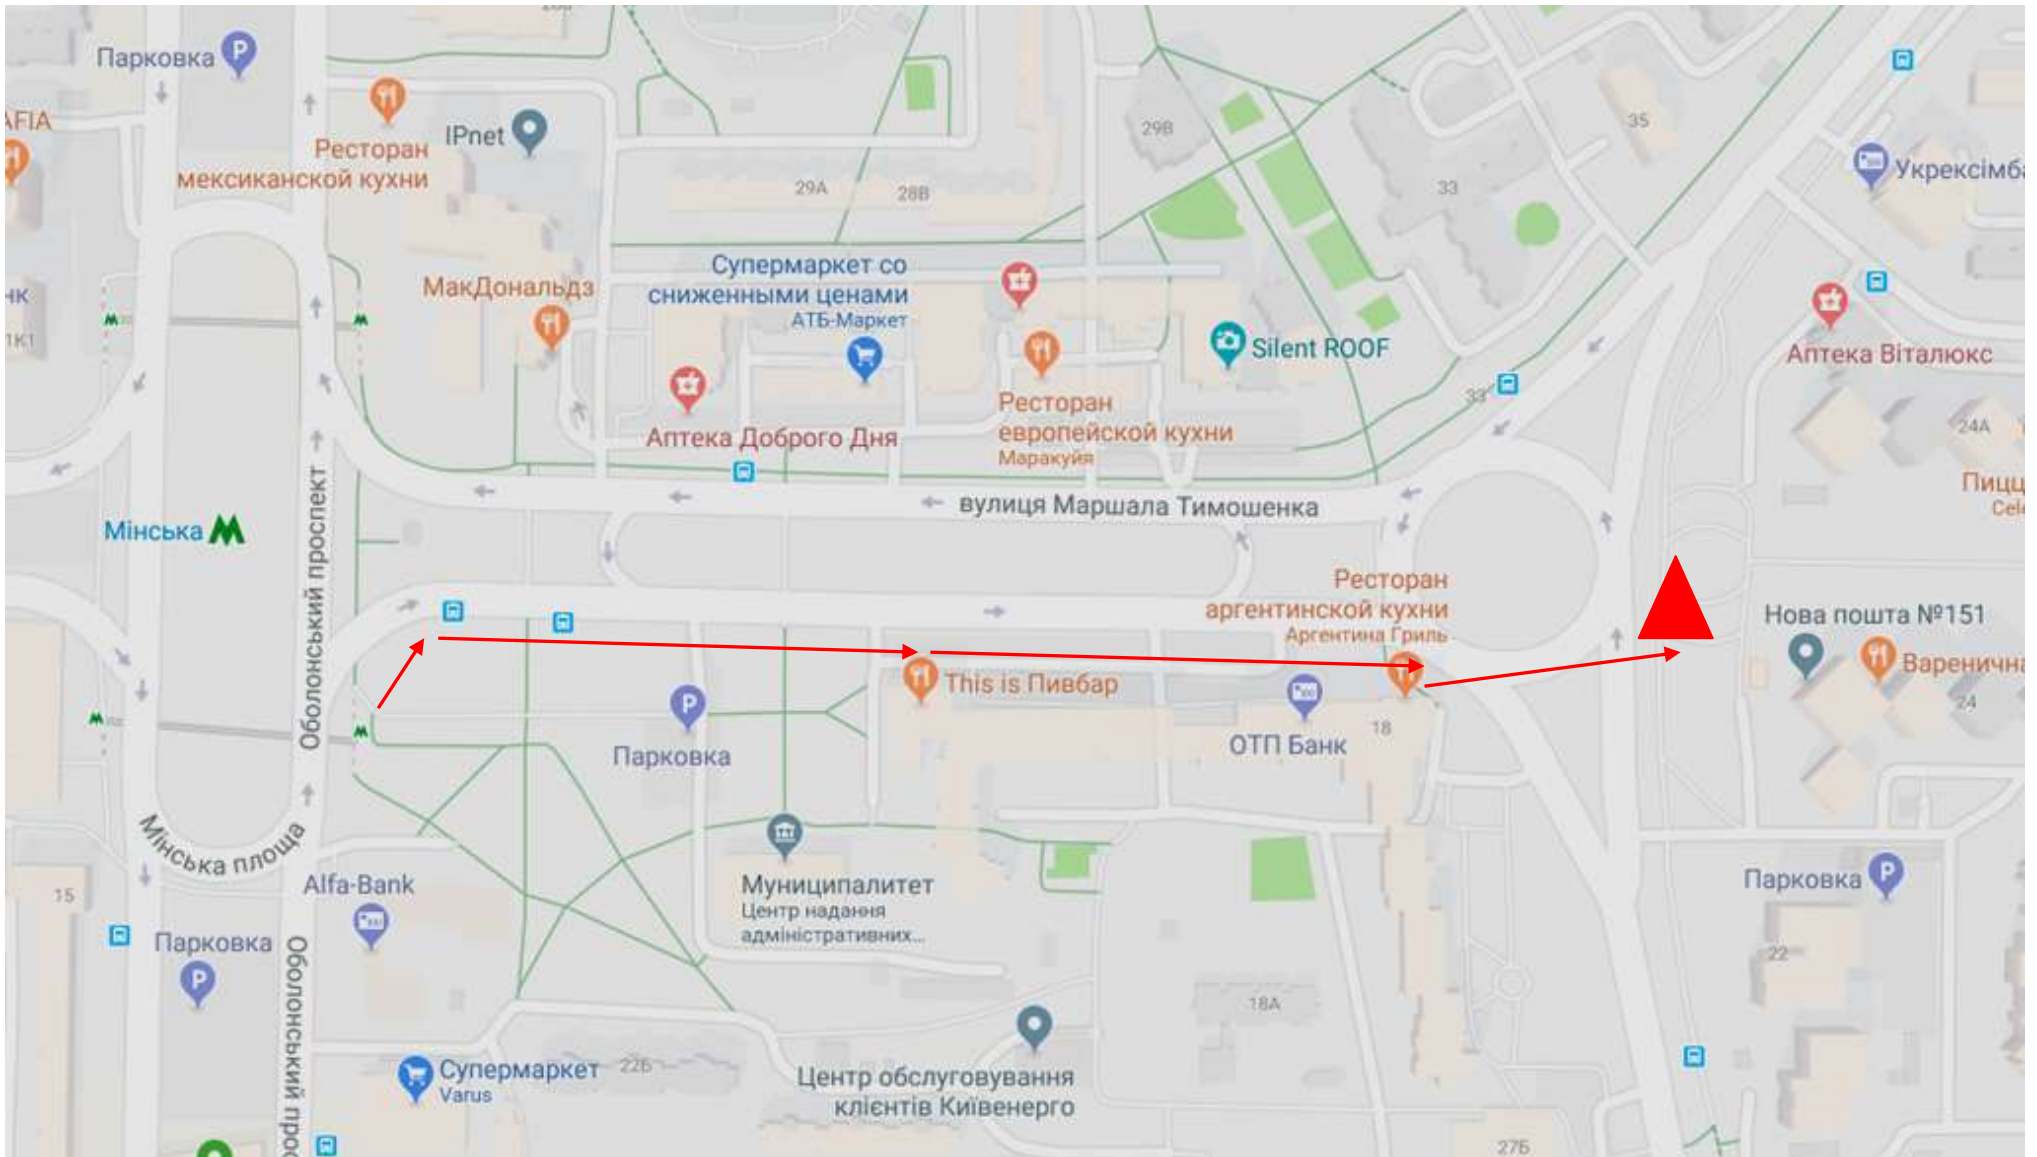 Парковка
Ресторан
мексиканской кухни
IPnet
29А
28В
29В
33
35
МакДональдз
Супермаркет со
сниженными ценами
АТБ-Маркет
Silent ROOF
Аптека Віталюкс
1К1
Аптека Доброго Дня
Ресторан
европейской кухни
Маракуйя
33
24А
Мінська
Оболонський проспект
вулиця Маршала Тимошенка
Ресторан
аргентинской кухни
Аргентина Гриль
Нова пошта №151
24
This is Пивбар
Парковка
ОТП Банк
18
Мінська площа
Alfa-Bank
15
Парковка
Муниципалитет
Центр надання
адміністративних...
Парковка
22
18А
Супермаркет
Varus
22Б
Центр обслуговування
клієнтів Київенерго
27Б